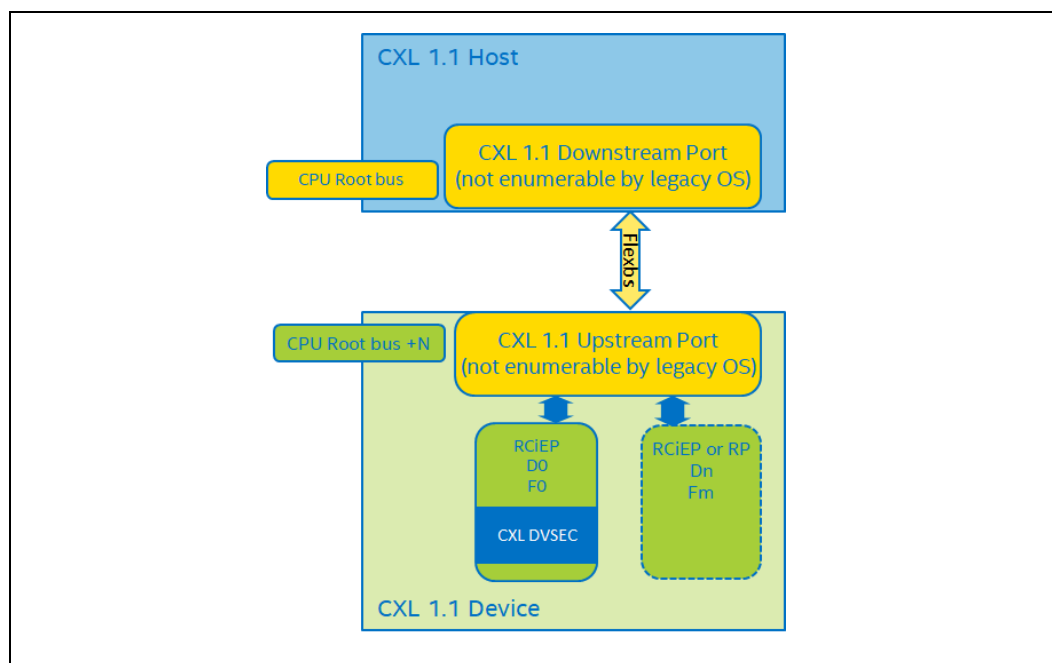 CXL 1.1 Host
CXL 1.1 Downstream Port
(not enumerable by legacy OS)
CPU Root bus
Flexbs
CPU Root bus +N
CXL 1.1 Upstream Port
(not enumerable by legacy OS)
RCiEP
D0
F0
CXL DVSEC
RCiEP or RP
Dn
Fm
CXL 1.1 Device